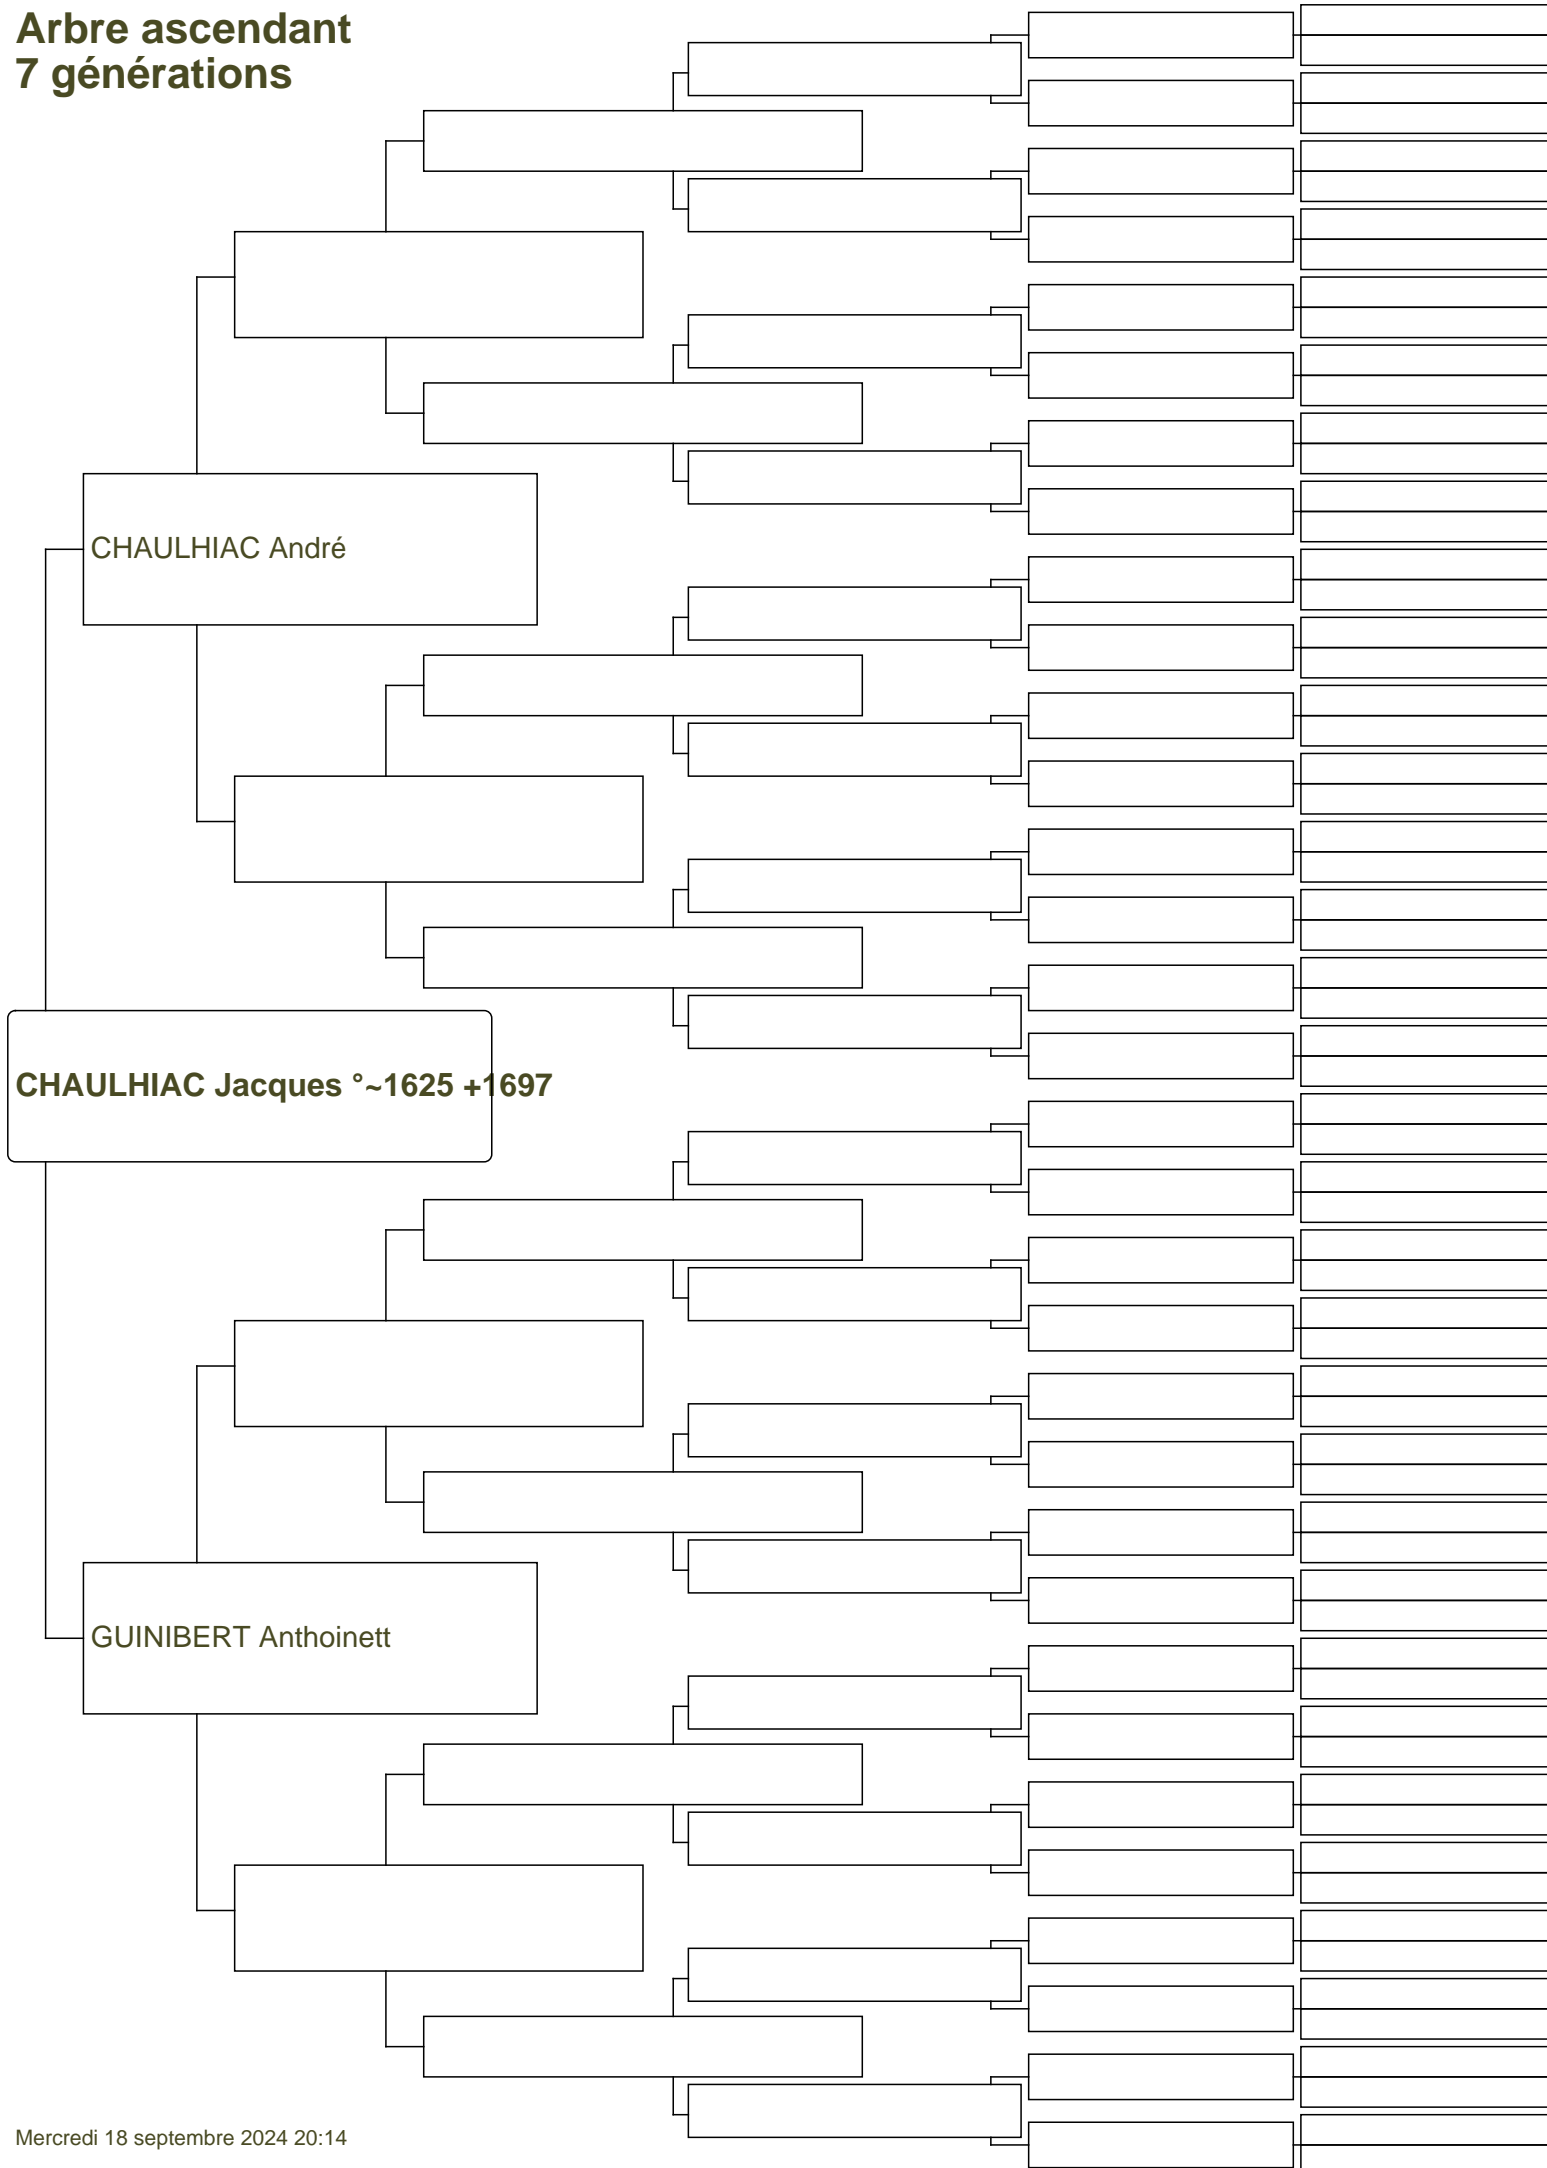 Arbre ascendant
7 générations
CHAULHIAC André
CHAULHIAC Jacques °~1625 +1697
GUINIBERT Anthoinett
Mercredi 18 septembre 2024 20:14